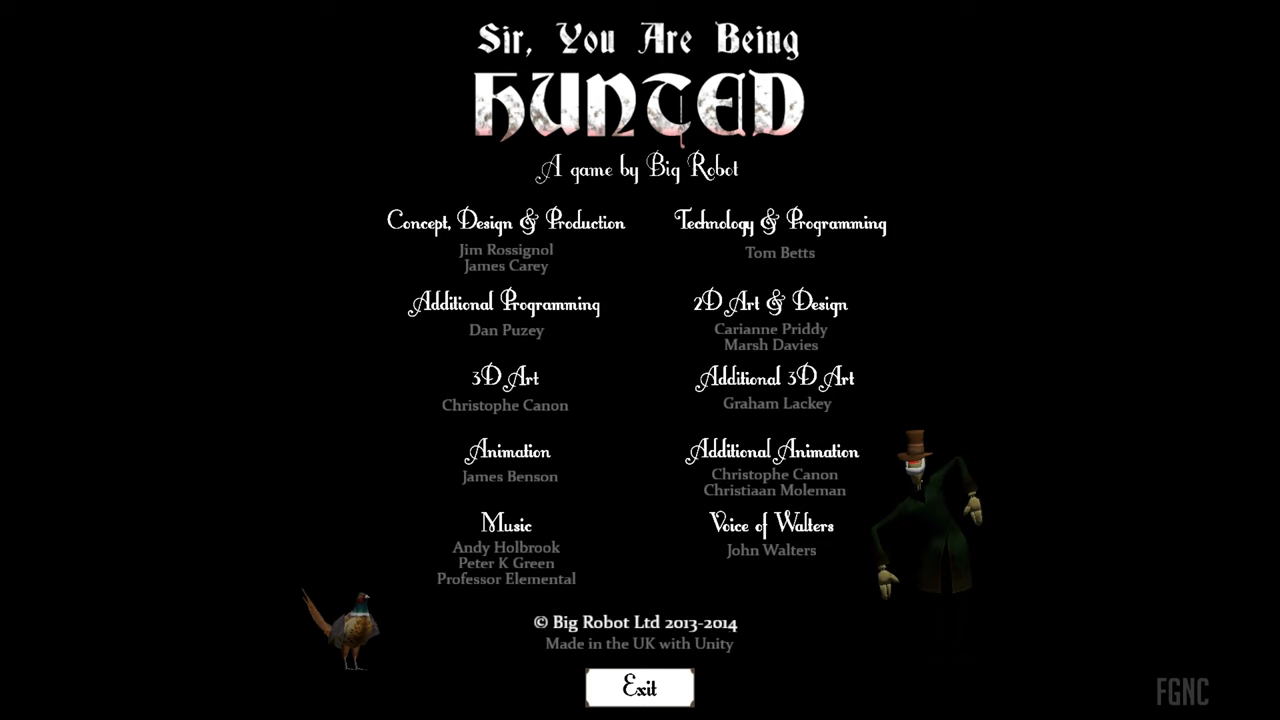 Sir, You Are Being
HUNTED
A game by Big Robot
Concept, Design & Production
Jim Rossignol
James Carey
Technology & Programming
Tom Betts
Additional Programming
Dan Puzey
2D Art & Design
Carianne Priddy
Marsh Davies
3D Art
Christophe Canon
Additional 3D Art
Graham Lackey
Animation
James Benson
Additional Animation
Christophe Canon
Christiaan Moleman
Music
Andy Holbrook
Peter K Green
Professor Elemental
Voice of Walters
John Walters
© Big Robot Ltd 2013-2014
Made in the UK with Unity
Exit
FGNC